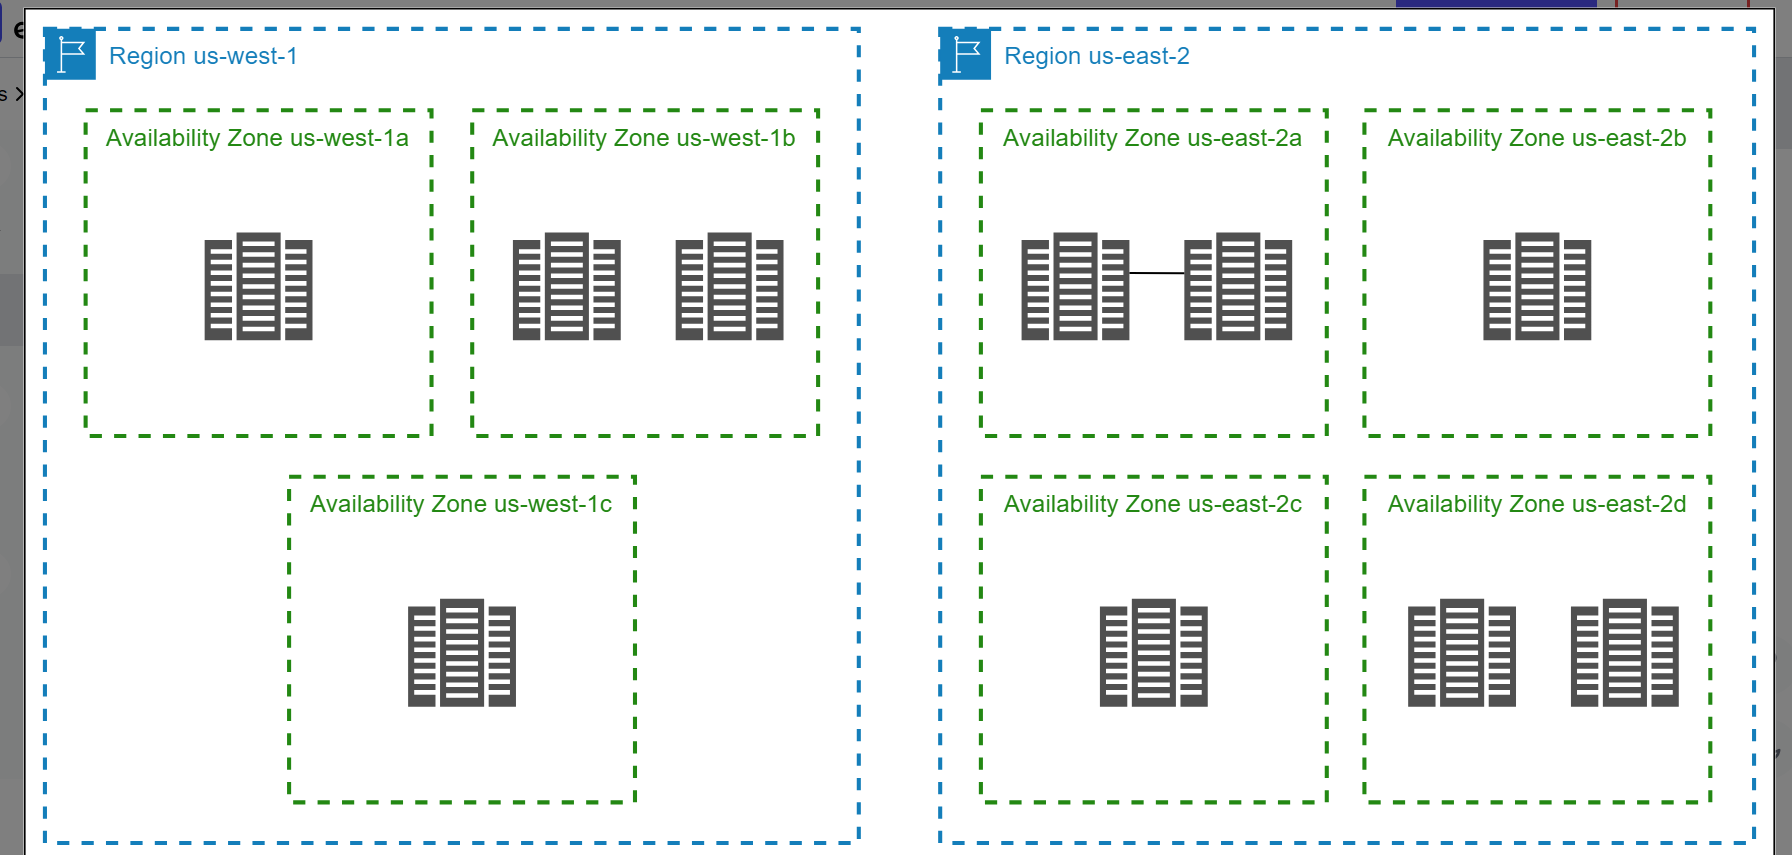 Region us-west-1
Availability Zone us-west-1a
Availability Zone us-west-1b
Availability Zone us-west-1c
Region us-east-2
Availability Zone us-east-2a
Availability Zone us-east-2b
Availability Zone us-east-2c
Availability Zone us-east-2d